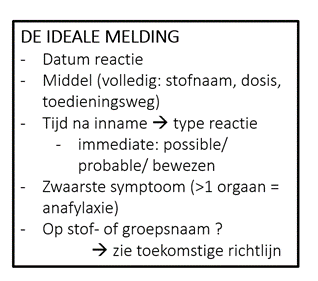 DE IDEALE MELDING
- Datum reactie
- Middel (volledig: stofnaam, dosis,
toedieningsweg)
- Tijd na inname → type reactie
- immediate: possible/
probable/ bewezen
- Zwaarste symptoom (>1 orgaan =
anafylaxie)
- Op stof- of groepsnaam ?
→ zie toekomstige richtlijn